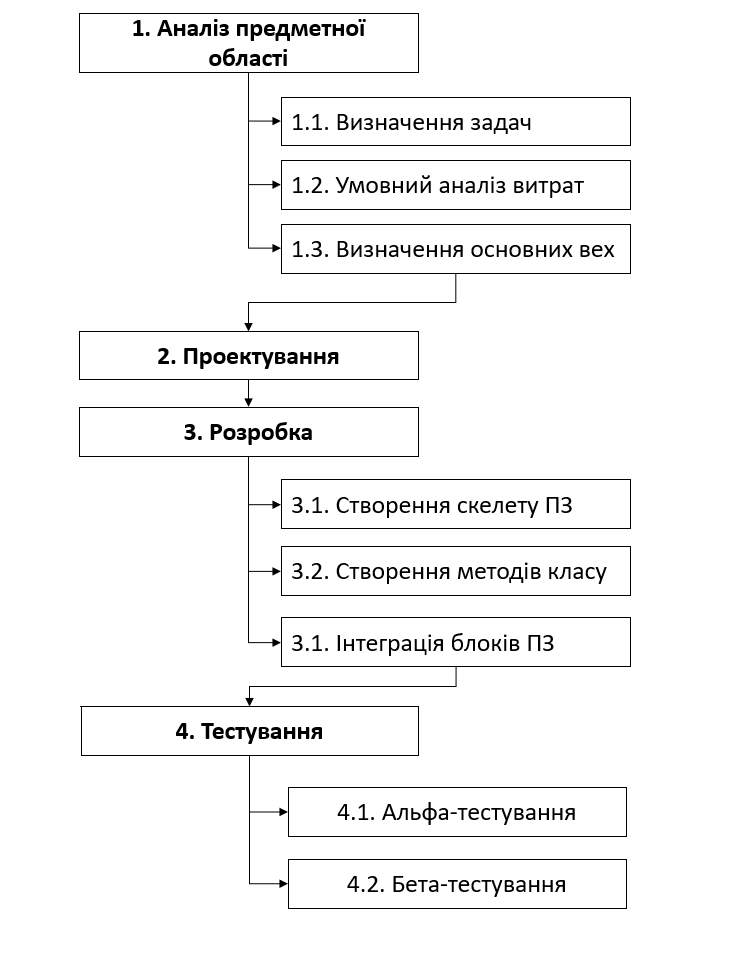 1. Аналіз предметної
області
1.1. Визначення задач
1.2. Умовний аналіз витрат
1.3. Визначення основних вех
2. Проектування
3. Розробка
3.1. Створення скелету ПЗ
3.2. Створення методів класу
3.1. Інтеграція блоків ПЗ
4. Тестування
4.1. Альфа-тестування
4.2. Бета-тестування